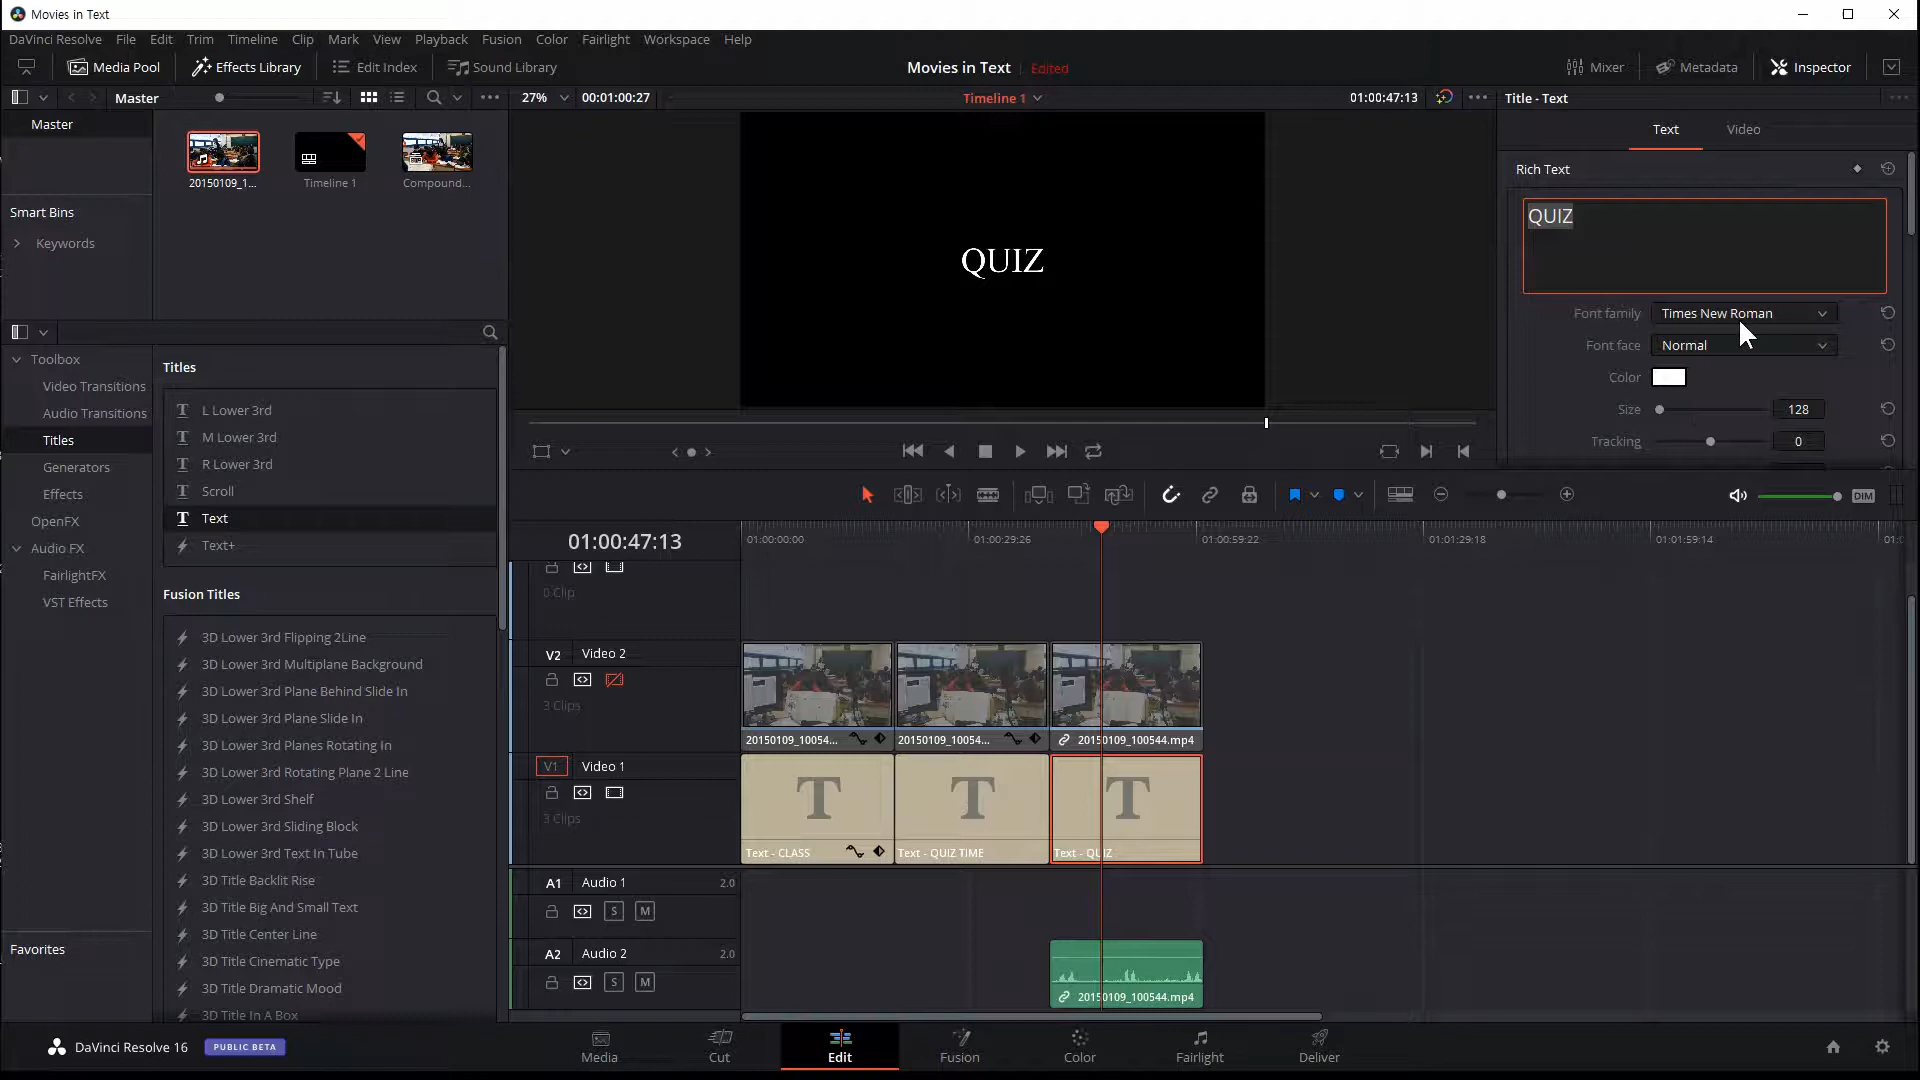 Movies in Text
DaVinci Resolve File Edit Trim Timeline Clip Mark View Playback Fusion Color Fairlight Workspace Help
Media Pool Effects Library Edit Index Sound Library Movies in Text Edited Mixer Metadata Inspector
Master 27% 00:01:00:27 Timeline 1 01:00:47:13 Title - Text
Master
Text Video
20150109_1... Timeline 1 Compound...
Rich Text
QUIZ
Smart Bins
Keywords
QUIZ
Font family Times New Roman
Font face Normal
Color
Size 128
Tracking 0
Toolbox
Video Transitions
Audio Transitions
Titles
Generators
Effects
OpenFX
Audio FX
FairlightFX
VST Effects
Favorites
Titles
L Lower 3rd
M Lower 3rd
R Lower 3rd
Scroll
Text
Text+
Fusion Titles
3D Lower 3rd Flipping 2Line
3D Lower 3rd Multiplane Background
3D Lower 3rd Plane Behind Slide In
3D Lower 3rd Plane Slide In
3D Lower 3rd Planes Rotating In
3D Lower 3rd Rotating Plane 2 Line
3D Lower 3rd Shelf
3D Lower 3rd Sliding Block
3D Lower 3rd Text In Tube
3D Title Backlit Rise
3D Title Big And Small Text
3D Title Center Line
3D Title Cinematic Type
3D Title Dramatic Mood
3D Title In A Box
DIM
01:00:47:13 01:00:00:00 01:00:29:26 01:00:59:22 01:01:29:18 01:01:59:14
0 Clip
V2 Video 2
3 Clips
20150109_10054... 20150109_10054... 20150109_100544.mp4
V1 Video 1
3 Clips
T T T
Text - CLASS Text - QUIZ TIME Text - QUIZ
A1 Audio 1 2.0
S M
A2 Audio 2 2.0
S M
20150109_100544.mp4
DaVinci Resolve 16 PUBLIC BETA
Media Cut Edit Fusion Color Fairlight Deliver